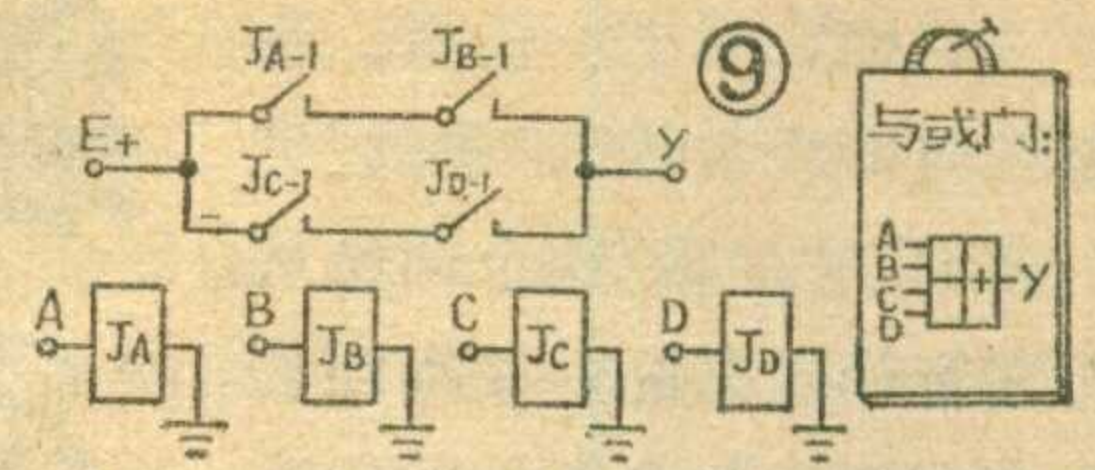 JA-1 JB-1 ⑨
E+ Y
JC-1 JD-1
A JA B JB C JC D JD
与或门:
A
B
+ Y
C
D